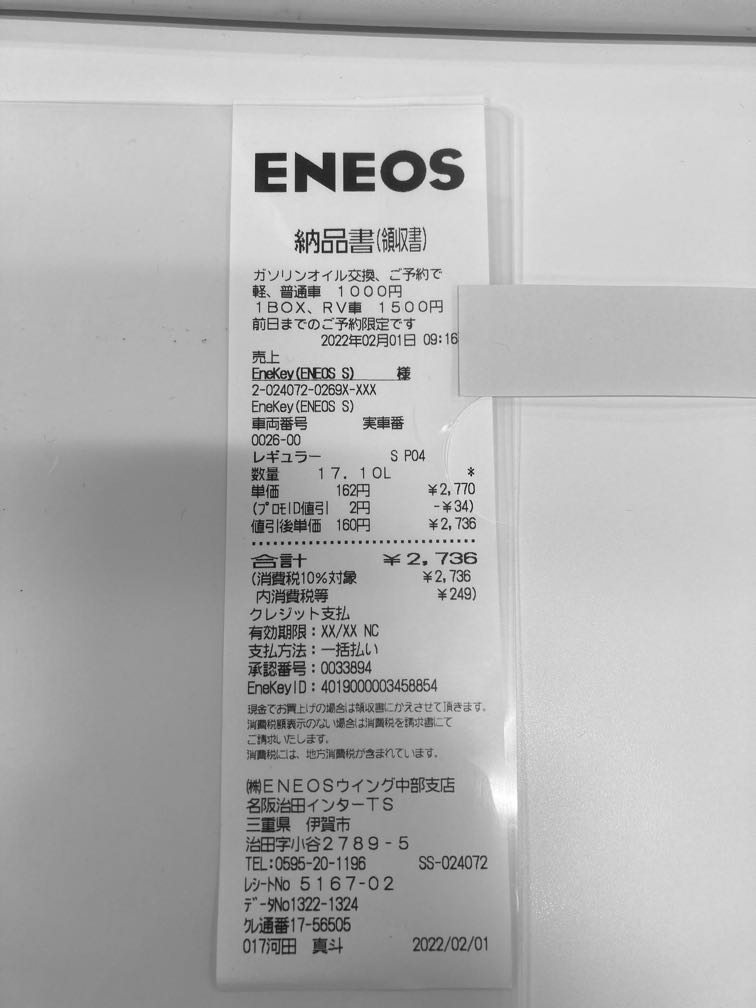 ENEOS
納品書(領収書)
ガソリンオイル交換、ご予約で
軽、普通車 1000円
1BOX、RV車 1500円
前日までのご予約限定です
2022年02月01日 09:16
売上
EneKey(ENEOS S) 様
2-024072-0269X-XXX
EneKey(ENEOS S)
車両番号 実車番
0026-00
レギュラー S P04
数量 17.10L *
単価 162円 ¥2,770
(プロモID値引 2円 -¥34)
値引後単価 160円 ¥2,736
合計 ¥2,736
(消費税10%対象 ¥2,736
内消費税等 ¥249)
クレジット支払
有効期限:XX/XX NC
支払方法:一括払い
承認番号:0033894
EneKeyID:4019000003458854
現金でお買上げの場合は領収書にかえさせて頂きます。
消費税額表示のない場合は消費税を請求書にて
ご請求いたします。
消費税には、地方消費税が含まれています。
㈱ENEOSウイング中部支店
名阪治田インターTS
三重県 伊賀市
治田字小谷2789-5
TEL:0595-20-1196 SS-024072
レシートNo 5167-02
データNo1322-1324
クレ通番17-56505
017河田 真斗 2022/02/01